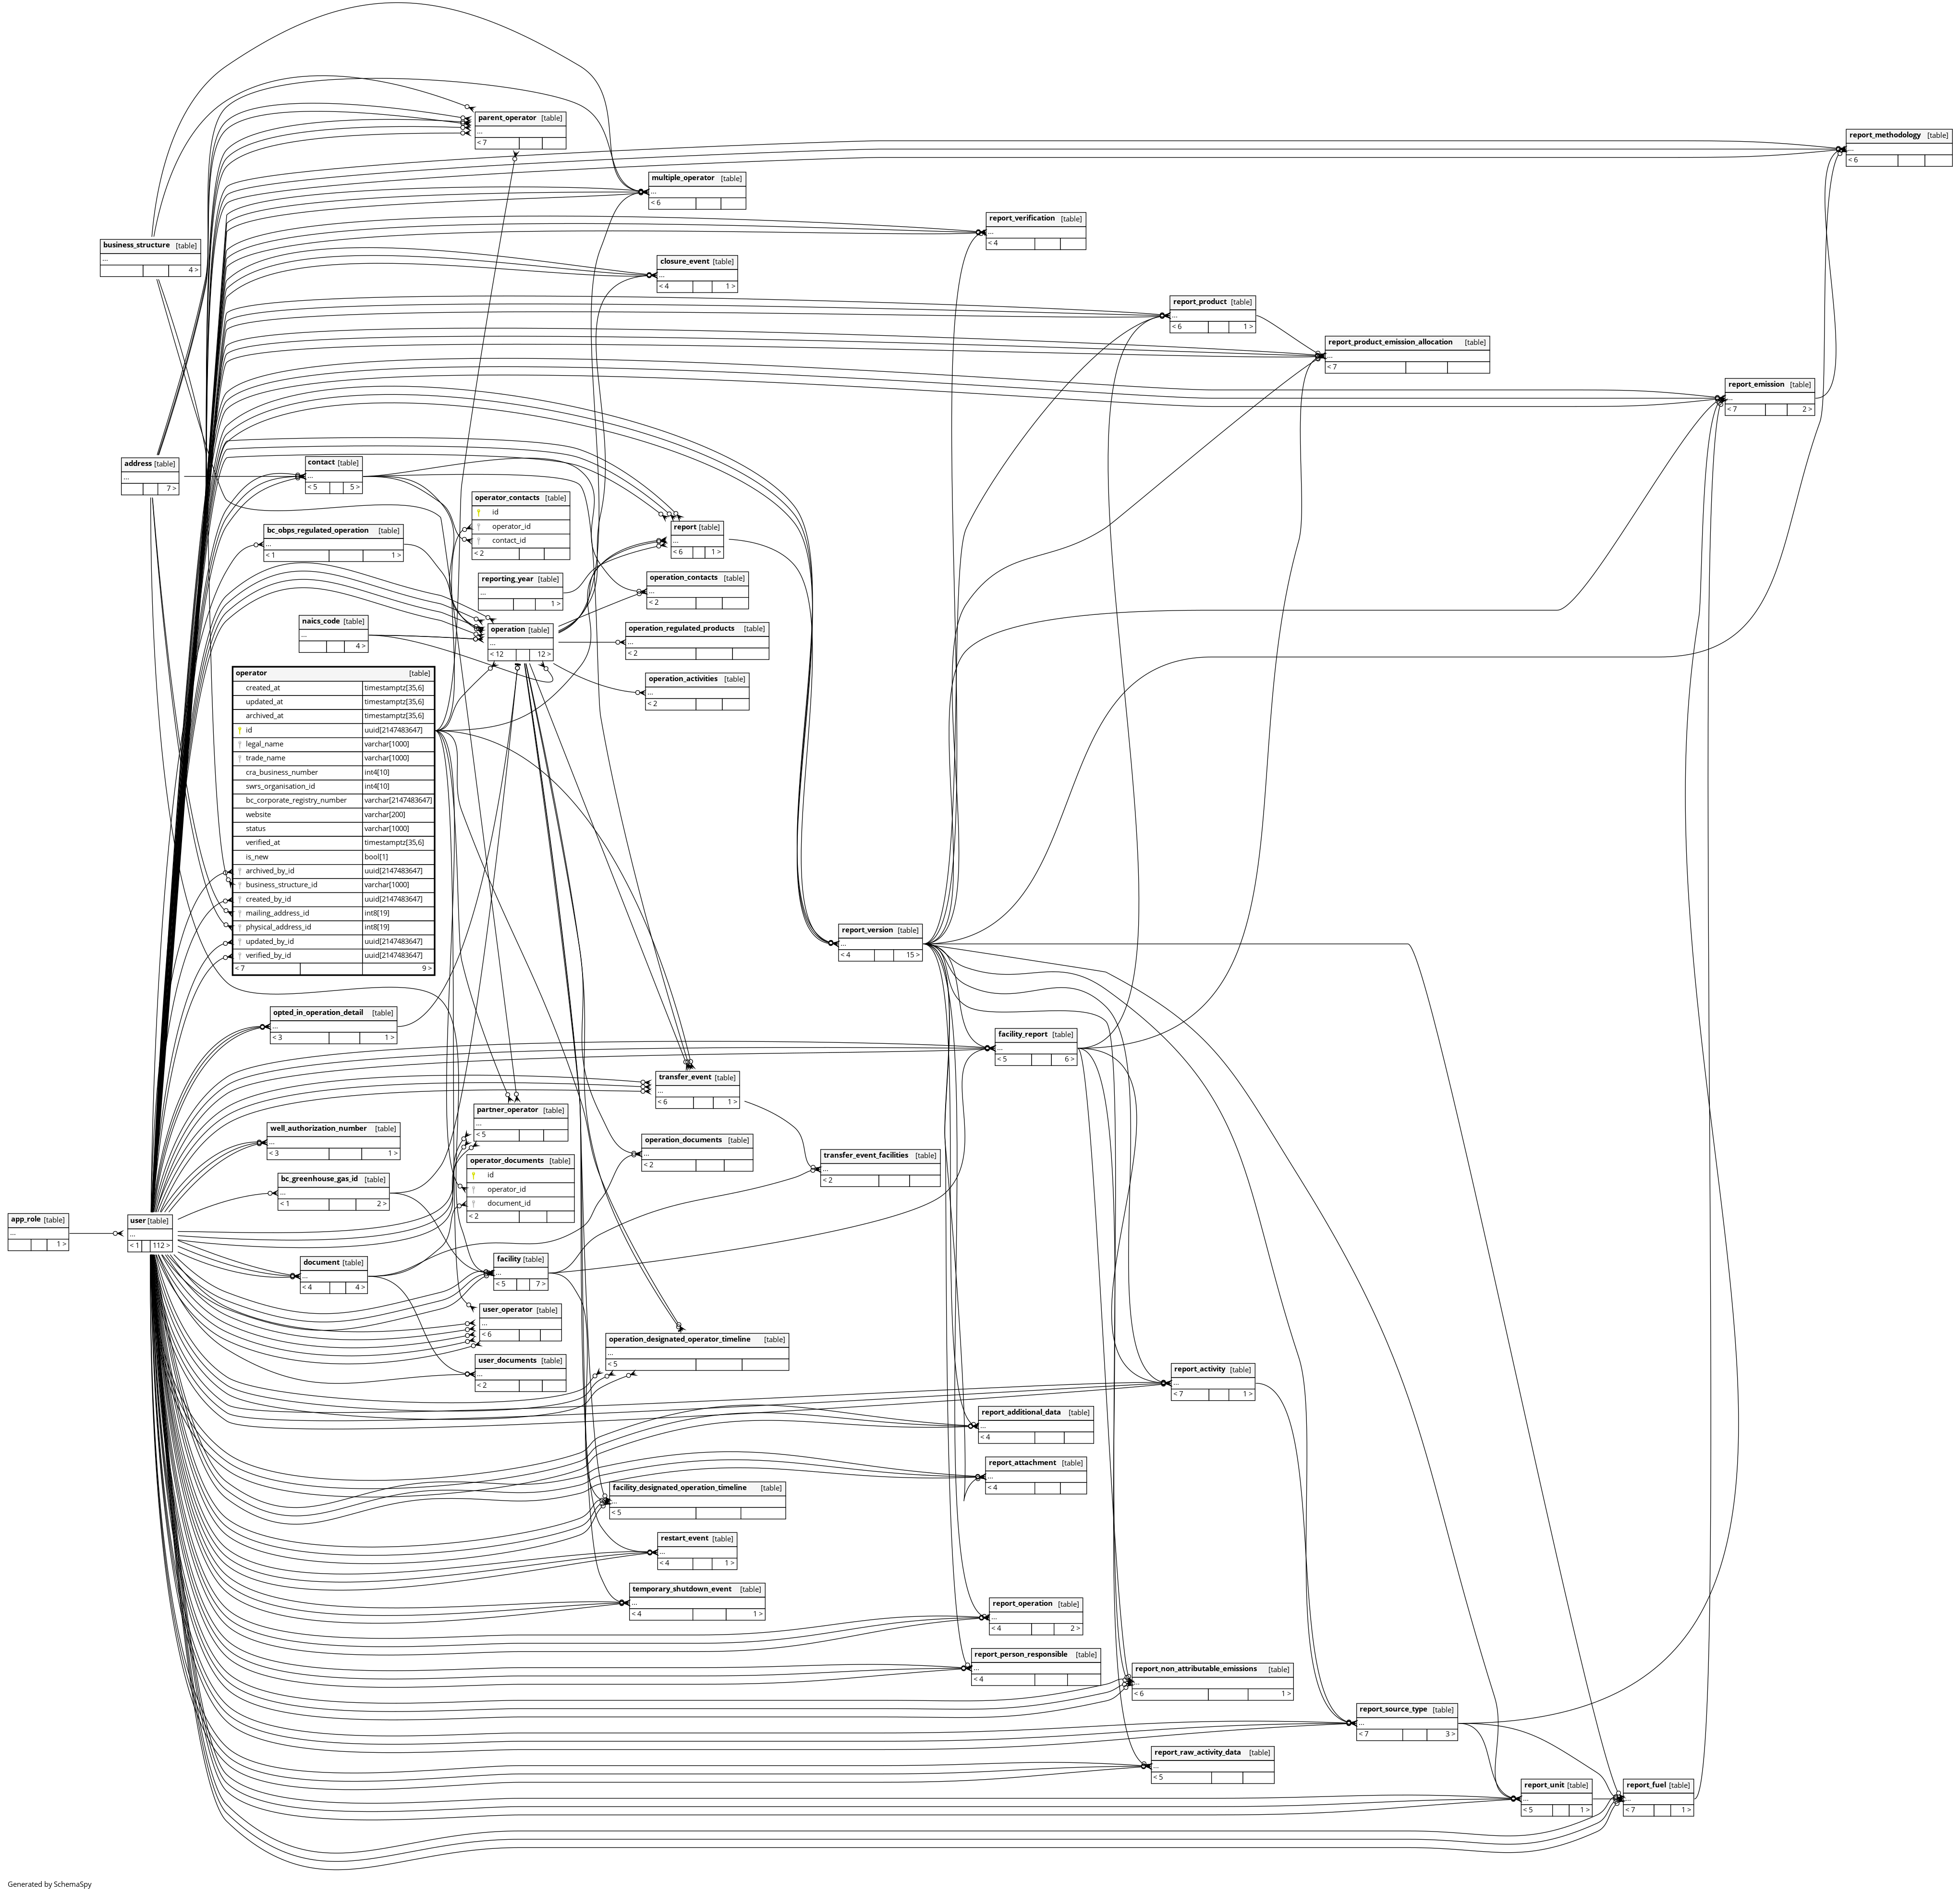 parent_operator [table]
...
< 7
report_methodology [table]
...
< 6
multiple_operator [table]
...
< 6
report_verification [table]
...
< 4
business_structure [table]
...
4 >
closure_event [table]
...
< 4 1 >
report_product [table]
...
< 6 1 >
report_product_emission_allocation [table]
...
< 7
report_emission [table]
...
< 7 2 >
address [table]
...
7 >
contact [table]
...
< 5 5 >
operator_contacts [table]
id
operator_id
contact_id
< 2
bc_obps_regulated_operation [table]
...
< 1 1 >
report [table]
...
< 6 1 >
reporting_year [table]
...
1 >
operation_contacts [table]
...
< 2
naics_code [table]
...
4 >
operation [table]
...
< 12 12 >
operation_regulated_products [table]
...
< 2
operation_activities [table]
...
< 2
operator [table]
created_at timestamptz[35,6]
updated_at timestamptz[35,6]
archived_at timestamptz[35,6]
id uuid[2147483647]
legal_name varchar[1000]
trade_name varchar[1000]
cra_business_number int4[10]
swrs_organisation_id int4[10]
bc_corporate_registry_number varchar[2147483647]
website varchar[200]
status varchar[1000]
verified_at timestamptz[35,6]
is_new bool[1]
archived_by_id uuid[2147483647]
business_structure_id varchar[1000]
created_by_id uuid[2147483647]
mailing_address_id int8[19]
physical_address_id int8[19]
updated_by_id uuid[2147483647]
verified_by_id uuid[2147483647]
< 7 9 >
report_version [table]
...
< 4 15 >
opted_in_operation_detail [table]
...
< 3 1 >
facility_report [table]
...
< 5 6 >
transfer_event [table]
...
< 6 1 >
partner_operator [table]
...
< 5
well_authorization_number [table]
...
< 3 1 >
operation_documents [table]
...
< 2
transfer_event_facilities [table]
...
< 2
operator_documents [table]
id
operator_id
document_id
< 2
bc_greenhouse_gas_id [table]
...
< 1 2 >
app_role [table]
...
1 >
user [table]
...
< 1 112 >
document [table]
...
< 4 4 >
facility [table]
...
< 5 7 >
user_operator [table]
...
< 6
operation_designated_operator_timeline [table]
...
< 5
user_documents [table]
...
< 2
report_activity [table]
...
< 7 1 >
report_additional_data [table]
...
< 4
report_attachment [table]
...
< 4
facility_designated_operation_timeline [table]
...
< 5
restart_event [table]
...
< 4 1 >
temporary_shutdown_event [table]
...
< 4 1 >
report_operation [table]
...
< 4 2 >
report_person_responsible [table]
...
< 4
report_non_attributable_emissions [table]
...
< 6 1 >
report_source_type [table]
...
< 7 3 >
report_raw_activity_data [table]
...
< 5
report_unit [table]
...
< 5 1 >
report_fuel [table]
...
< 7 1 >
Generated by SchemaSpy